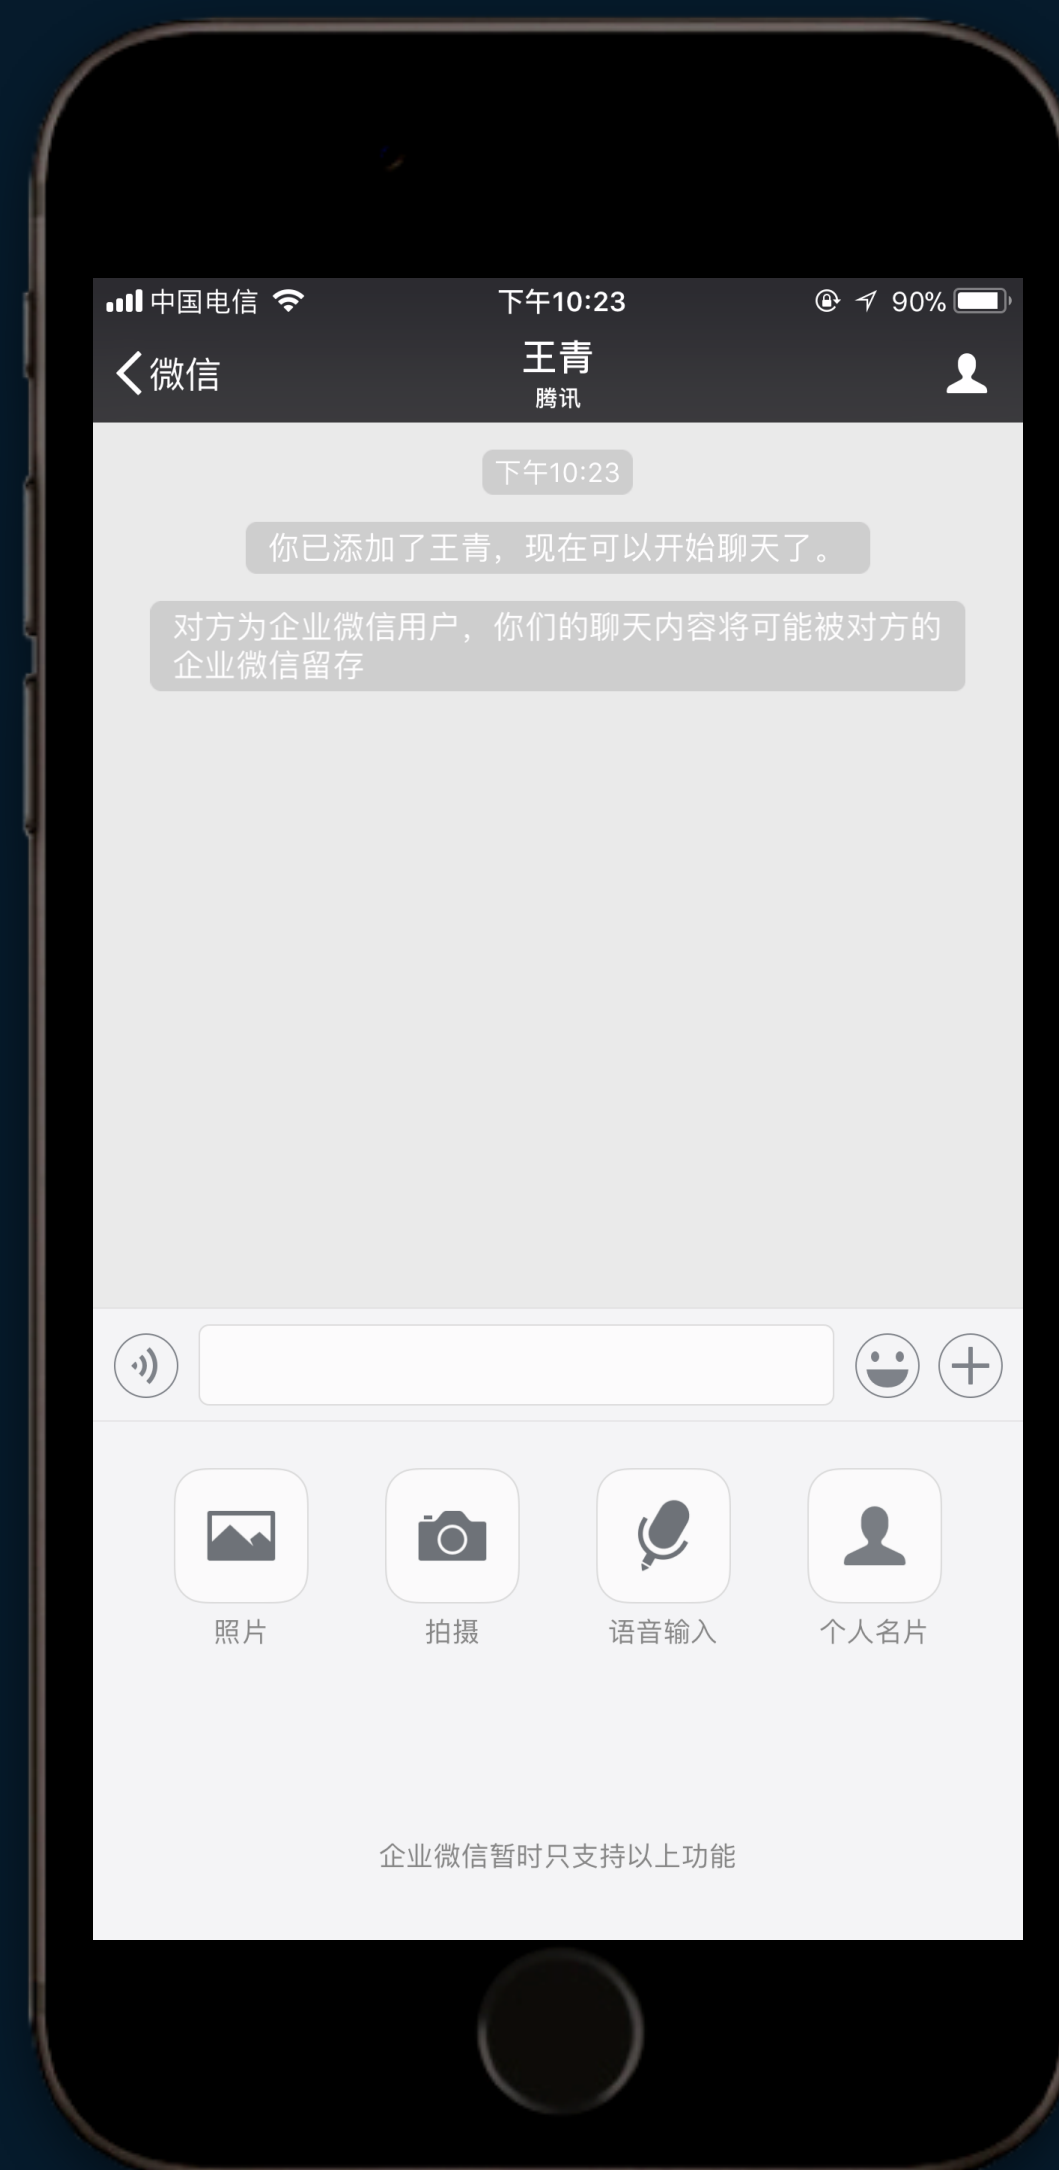 中国电信
下午10:23
90%
微信
王青
腾讯
下午10:23
你已添加了王青，现在可以开始聊天了。
对方为企业微信用户，你们的聊天内容将可能被对方的
企业微信留存
照片
拍摄
语音输入
个人名片
企业微信暂时只支持以上功能